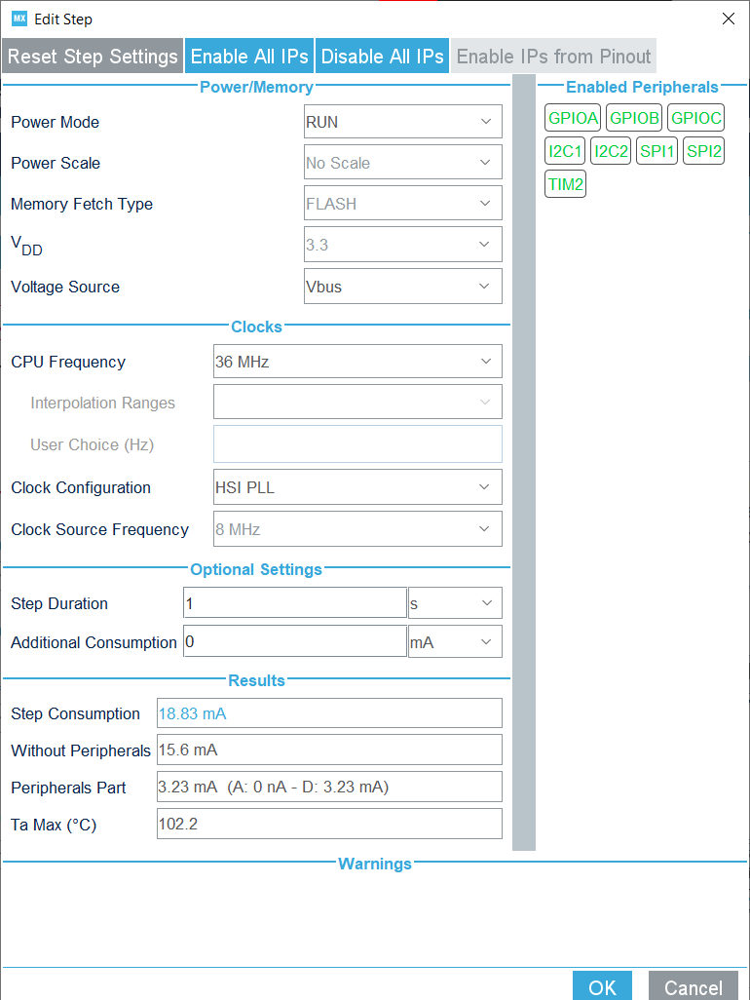 MX Edit Step
Reset Step Settings Enable All IPs Disable All IPs Enable IPs from Pinout
Power/Memory
Power Mode RUN
Power Scale No Scale
Memory Fetch Type FLASH
VDD 3.3
Voltage Source Vbus
Clocks
CPU Frequency 36 MHz
Interpolation Ranges
User Choice (Hz)
Clock Configuration HSI PLL
Clock Source Frequency 8 MHz
Optional Settings
Step Duration 1 s
Additional Consumption 0 mA
Results
Step Consumption 18.83 mA
Without Peripherals 15.6 mA
Peripherals Part 3.23 mA (A: 0 nA - D: 3.23 mA)
Ta Max (°C) 102.2
Enabled Peripherals
GPIOA GPIOB GPIOC
I2C1 I2C2 SPI1 SPI2
TIM2
Warnings
OK Cancel